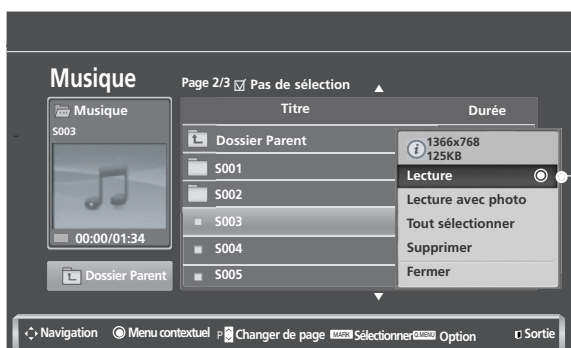 Musique
Page 2/3 Pas de sélection
Musique
S003
00:00/01:34
Dossier Parent
Titre
Durée
Dossier Parent
S001
S002
S003
S004
S005
1366x768
125KB
Lecture
Lecture avec photo
Tout sélectionner
Supprimer
Fermer
Navigation Menu contextuel P Changer de page MARK Sélectionner Q.MENU Option Sortie